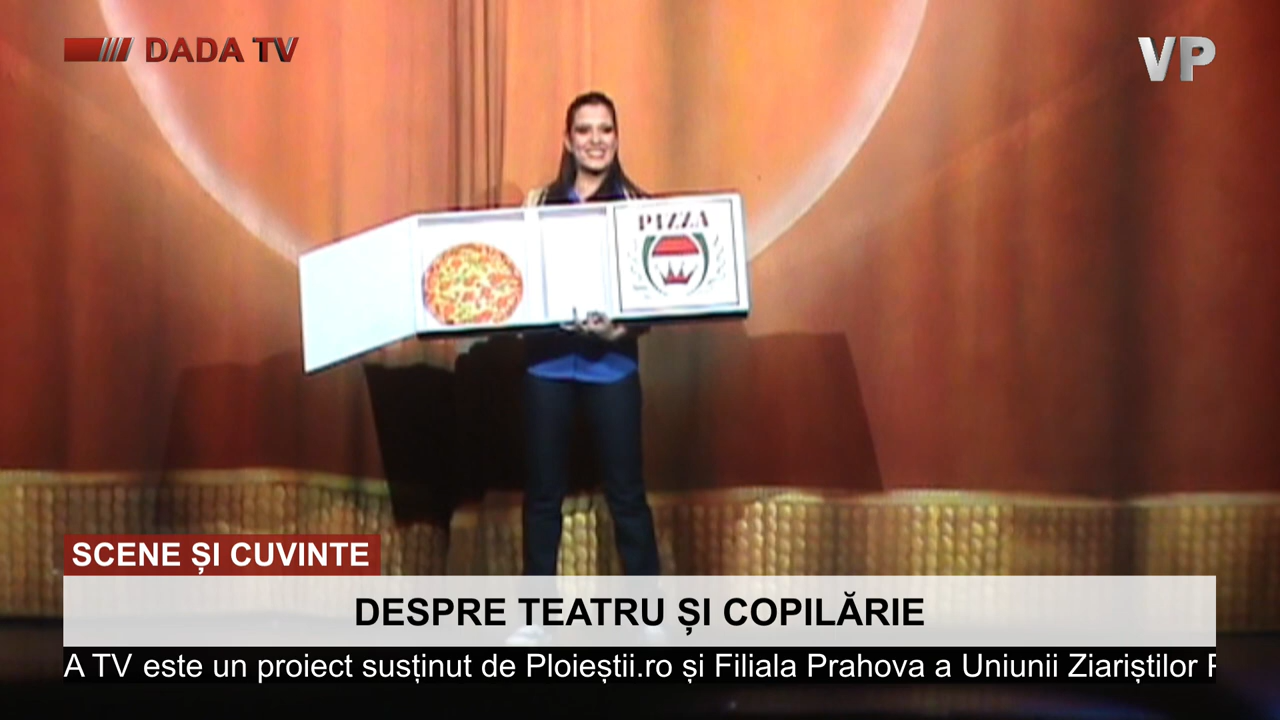 DADA TV
VP
PIZZA
SCENE ȘI CUVINTE
DESPRE TEATRU ȘI COPILĂRIE
A TV este un proiect susținut de Ploieștii.ro și Filiala Prahova a Uniunii Ziariștilor